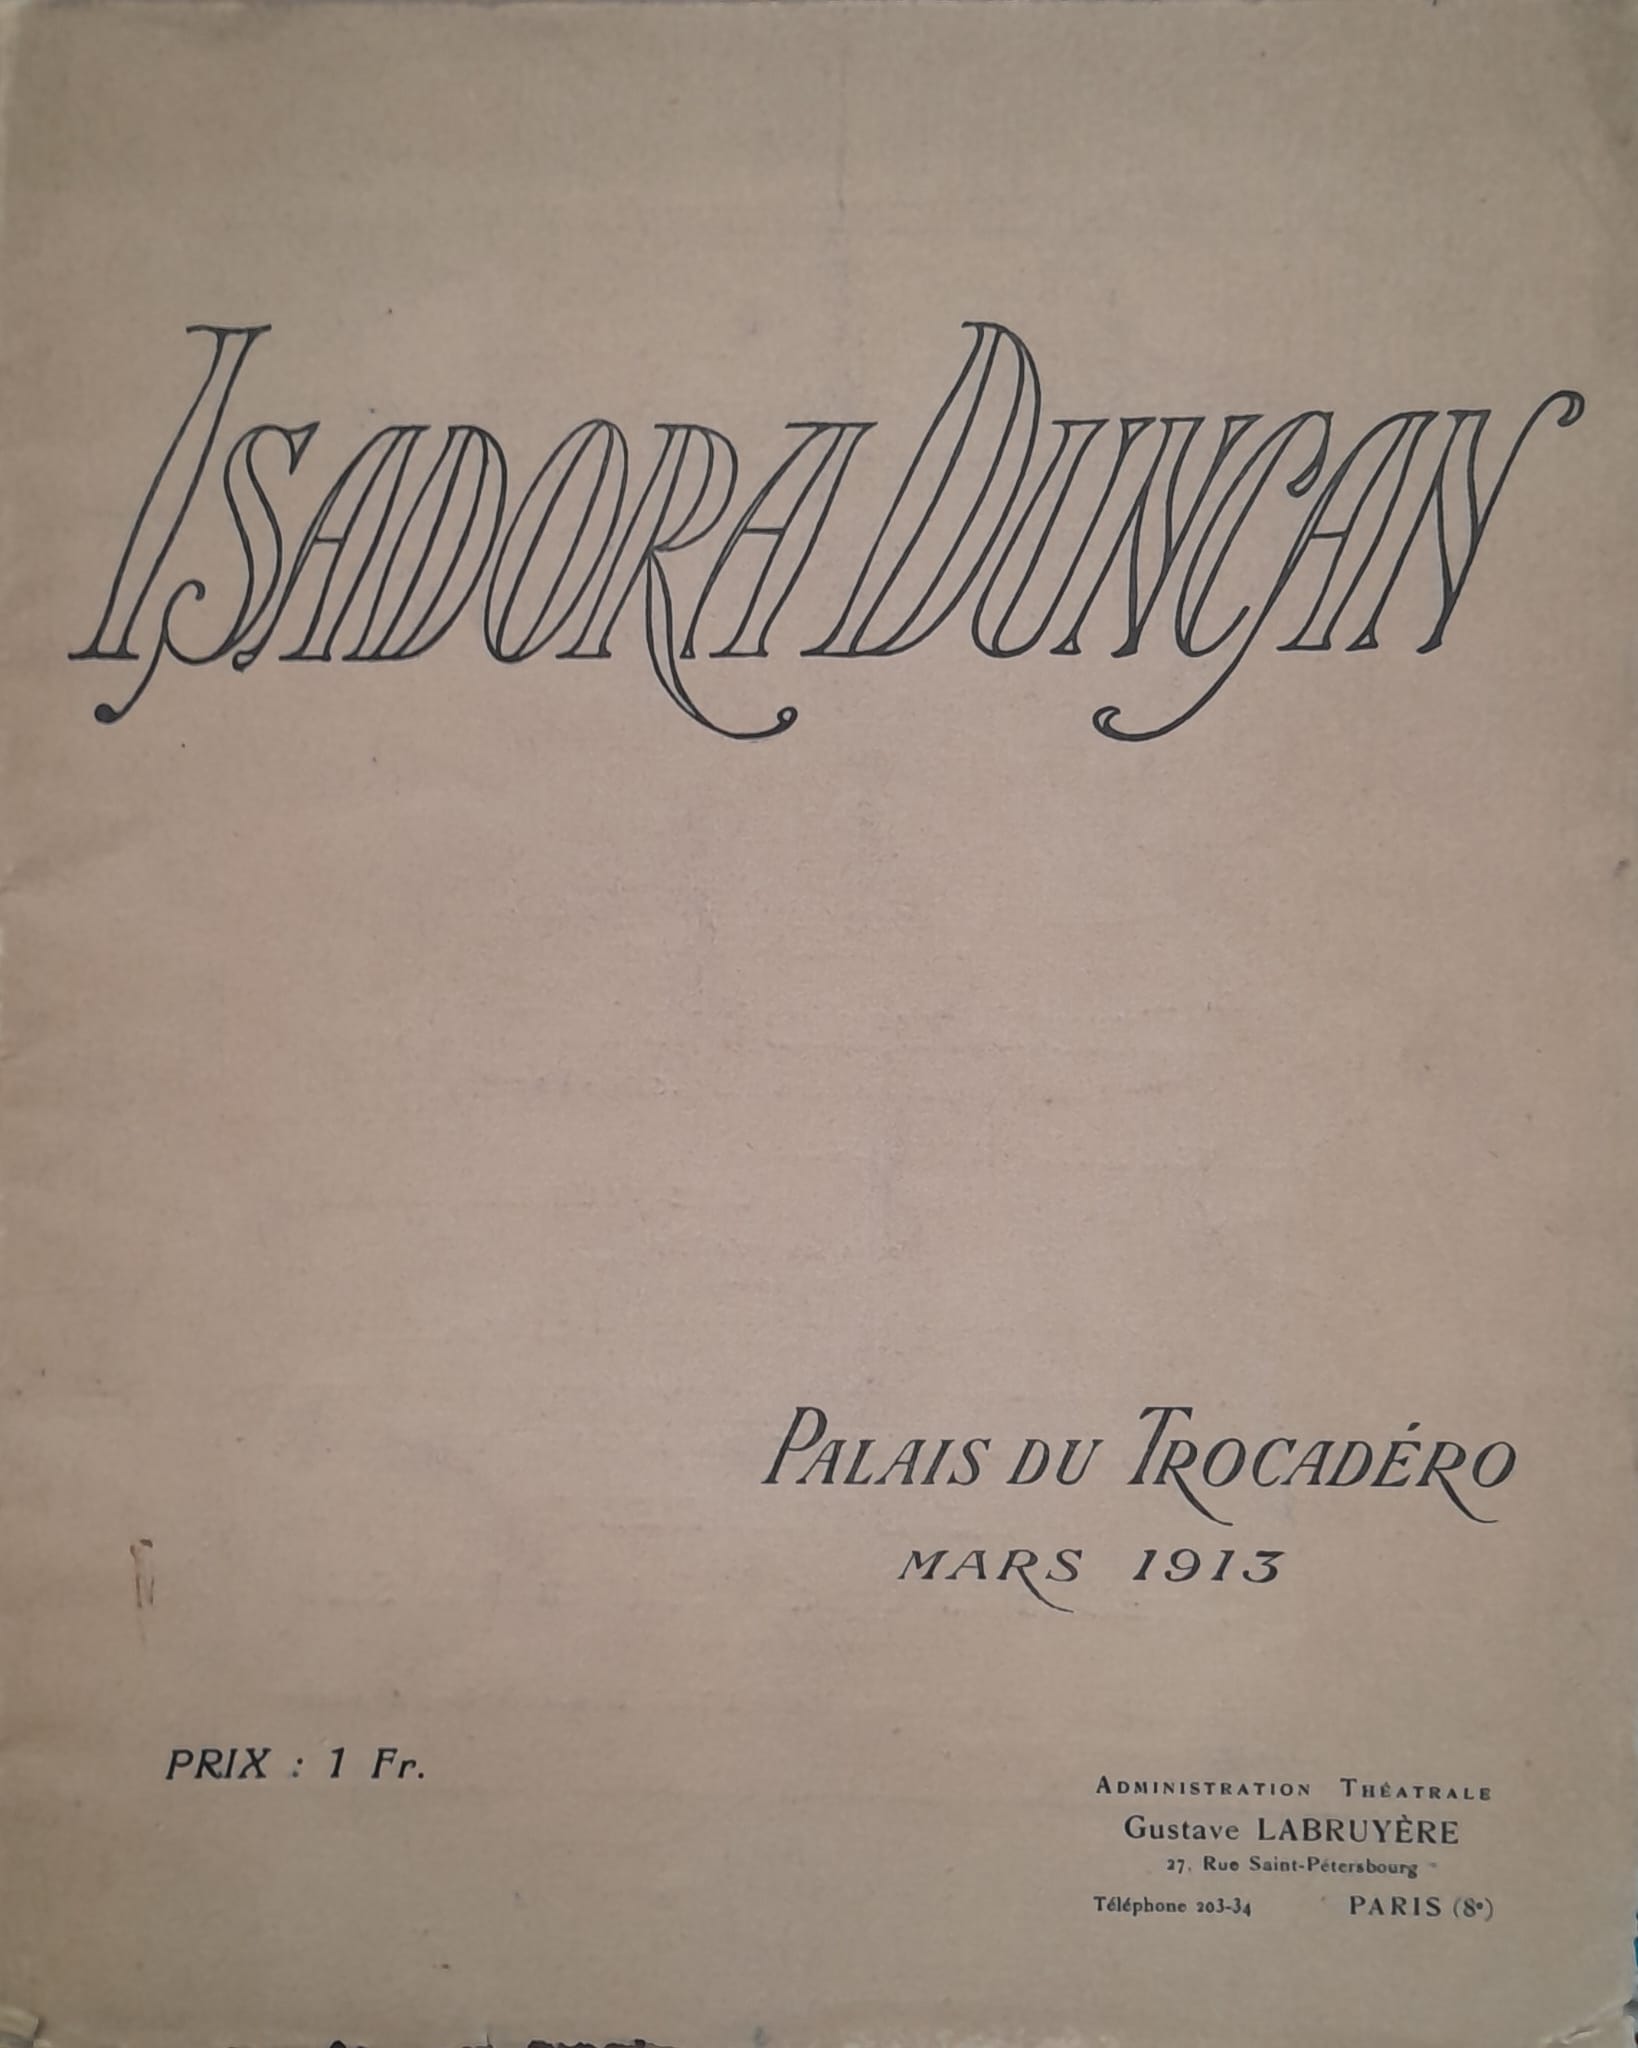 ISADORA DUNCAN
PALAIS DU TROCADÉRO
MARS 1913
PRIX : 1 Fr.
ADMINISTRATION THÉATRALE
Gustave LABRUYÈRE
27, Rue Saint-Pétersbourg
Téléphone 203-34 PARIS (8e)